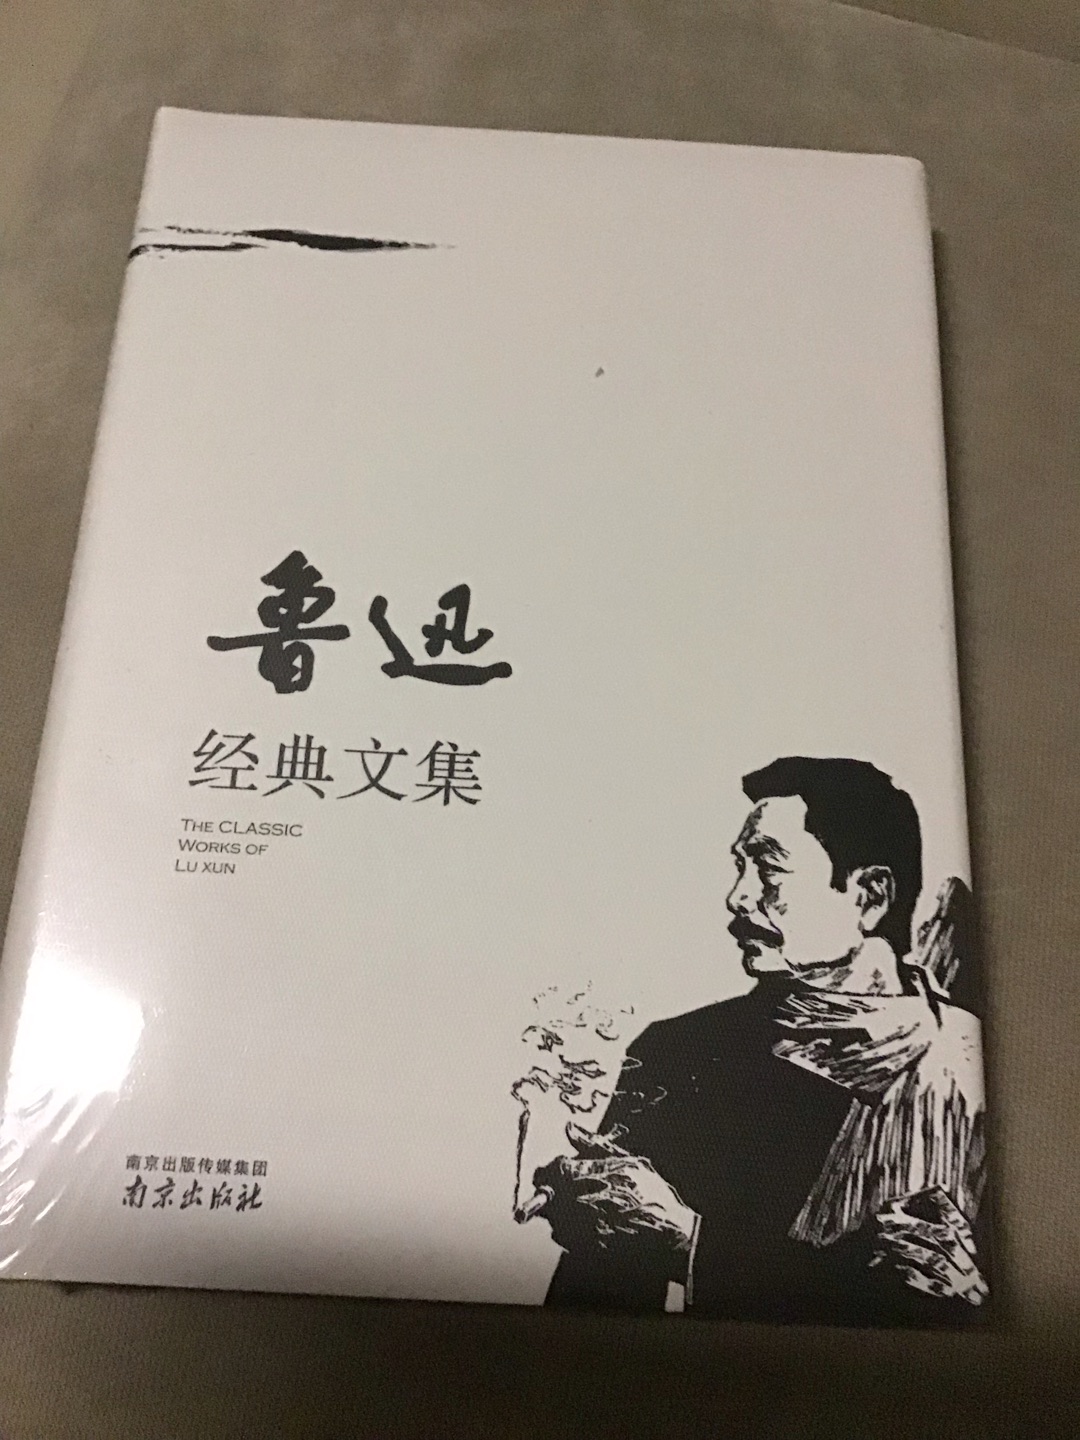 鲁迅
经典文集
THE CLASSIC
WORKS OF
LU XUN
南京出版传媒集团
南京出版社